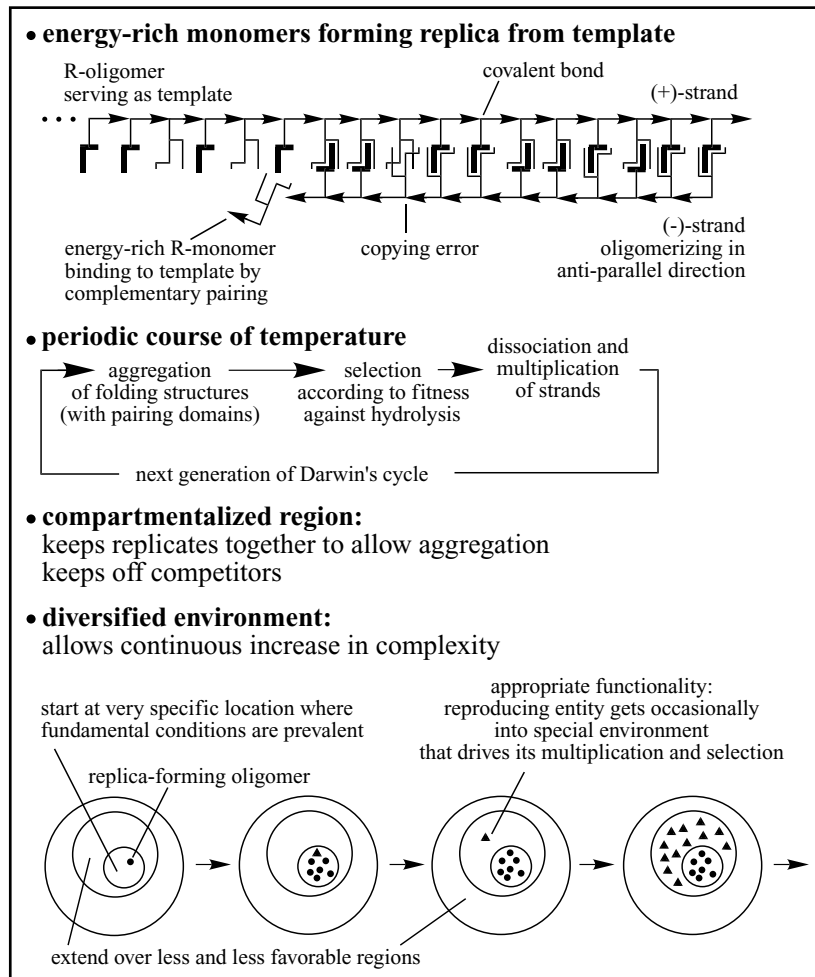 • energy-rich monomers forming replica from template
R-oligomer
serving as template
covalent bond
(+)-strand
• • •
energy-rich R-monomer
binding to template by
complementary pairing
copying error
(-)-strand
oligomerizing in
anti-parallel direction
• periodic course of temperature
aggregation
of folding structures
(with pairing domains)
selection
according to fitness
against hydrolysis
dissociation and
multiplication
of strands
next generation of Darwin's cycle
• compartmentalized region:
keeps replicates together to allow aggregation
keeps off competitors
• diversified environment:
allows continuous increase in complexity
start at very specific location where
fundamental conditions are prevalent
replica-forming oligomer
appropriate functionality:
reproducing entity gets occasionally
into special environment
that drives its multiplication and selection
extend over less and less favorable regions